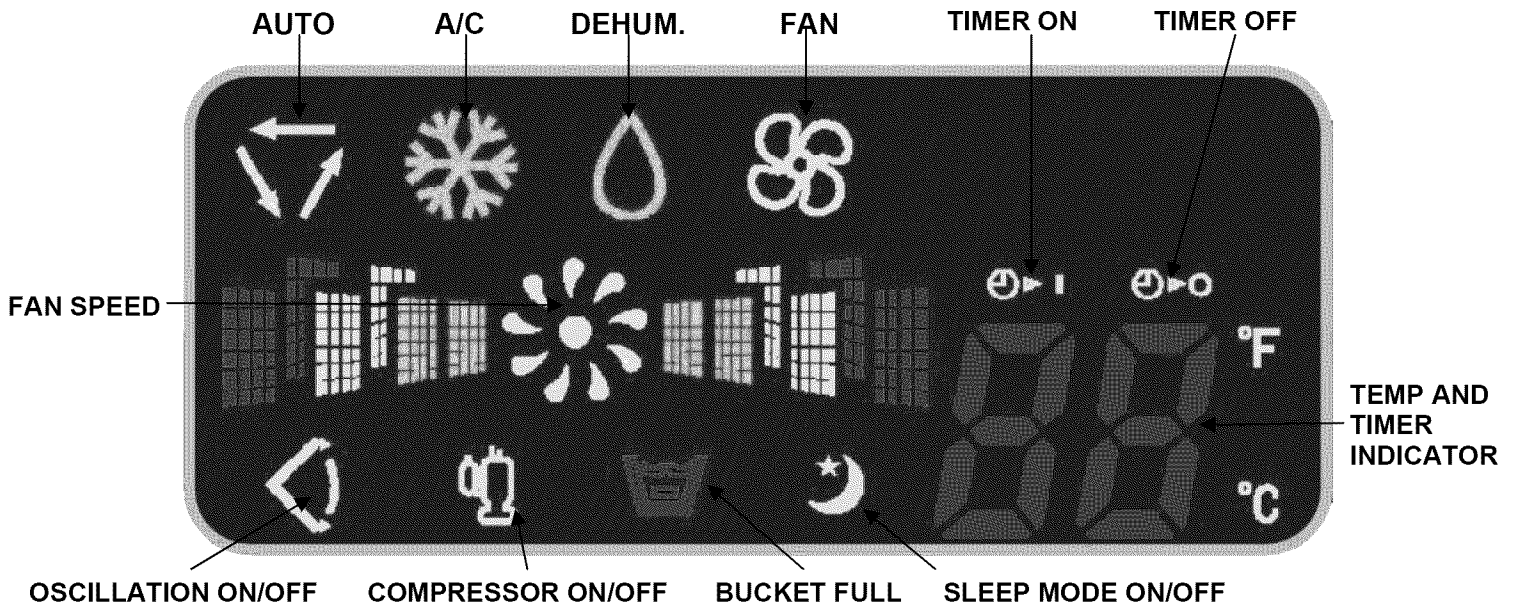 AUTO
A/C
DEHUM.
FAN
TIMER ON
TIMER OFF
FAN SPEED
°F
TEMP AND
TIMER
INDICATOR
88
°C
OSCILLATION ON/OFF
COMPRESSOR ON/OFF
BUCKET FULL
SLEEP MODE ON/OFF